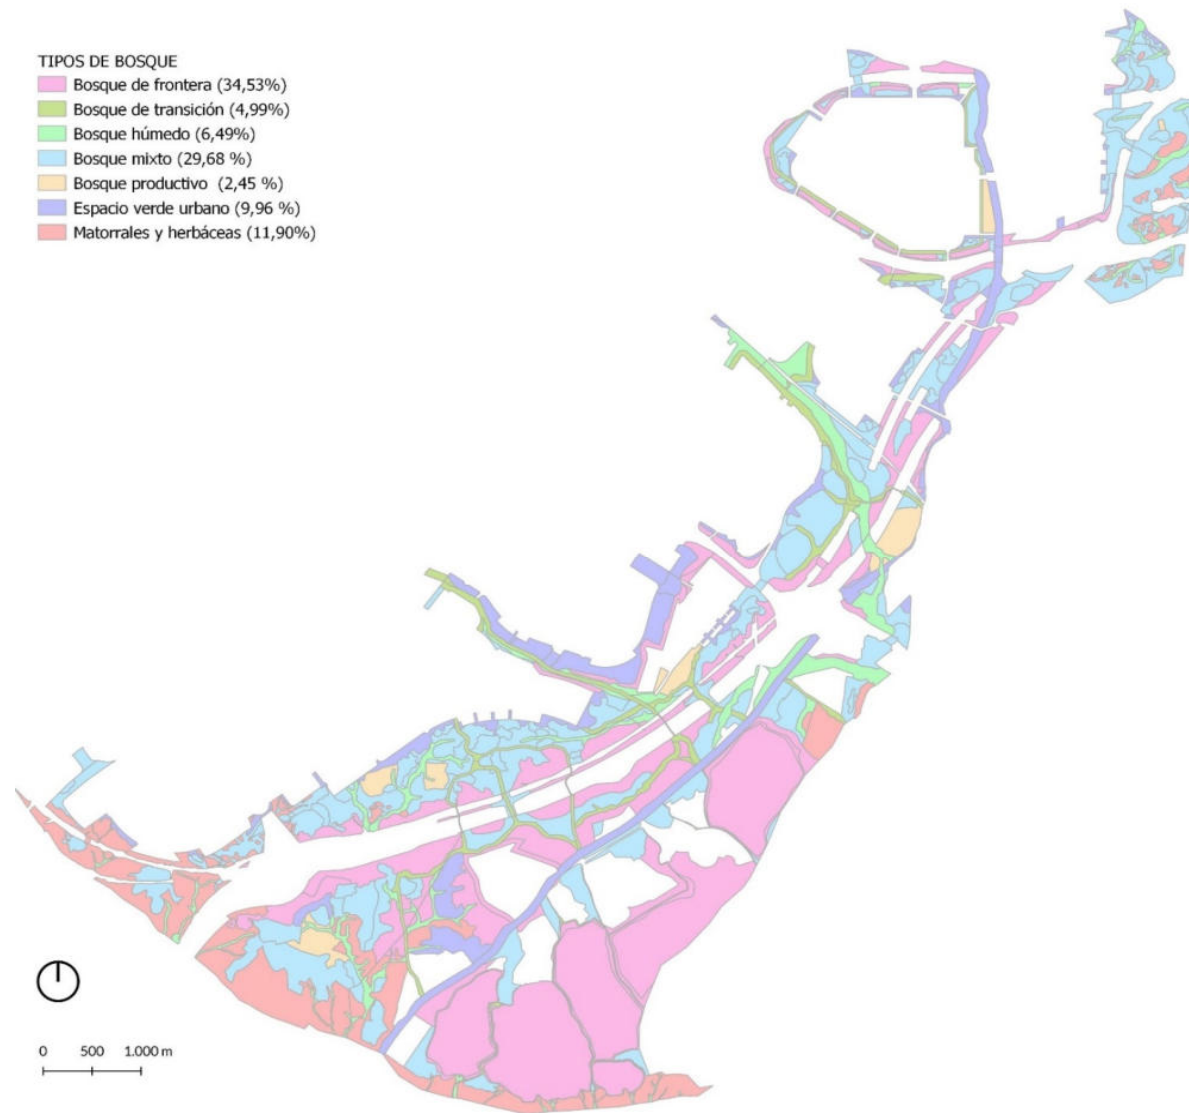 TIPOS DE BOSQUE
Bosque de frontera (34,53%)
Bosque de transición (4,99%)
Bosque húmedo (6,49%)
Bosque mixto (29,68 %)
Bosque productivo (2,45 %)
Espacio verde urbano (9,96 %)
Matorrales y herbáceas (11,90%)
0 500 1.000 m